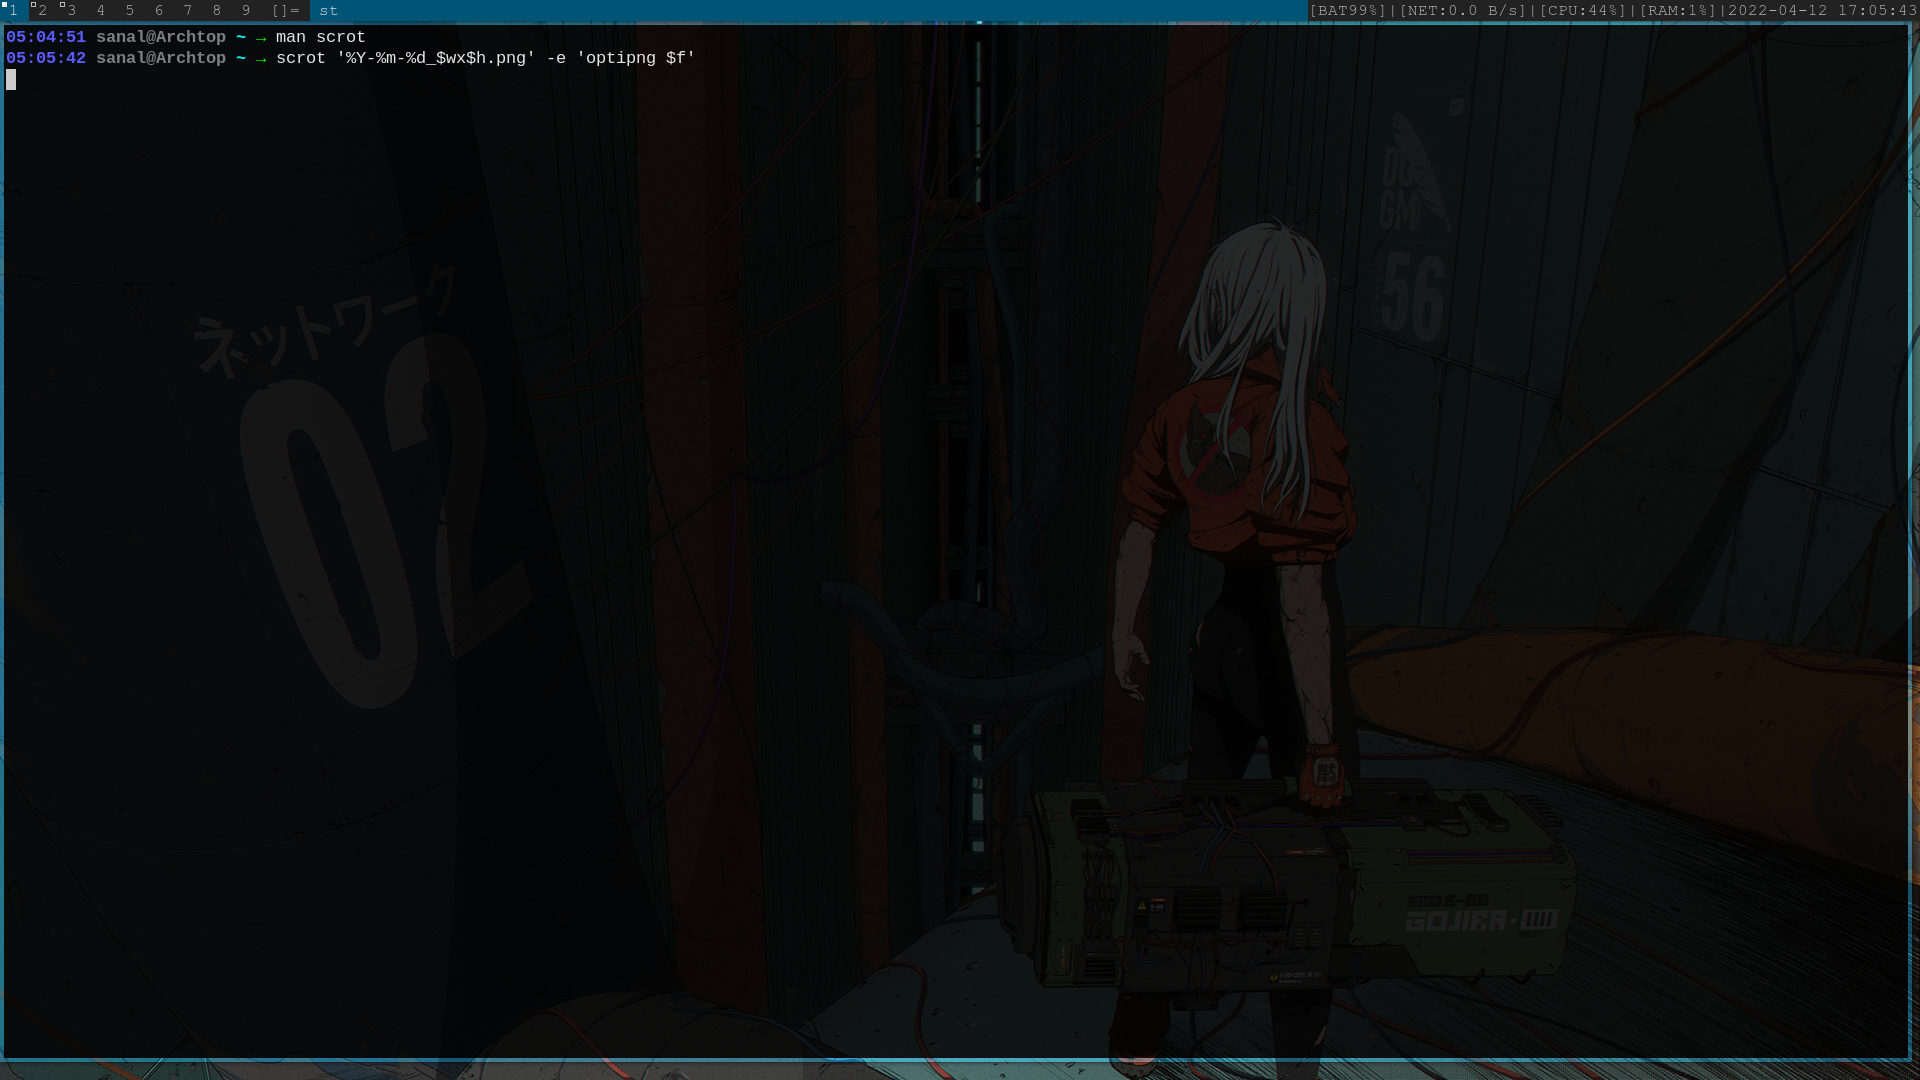 1 2 3 4 5 6 7 8 9 []= st [BAT99%]|[NET:0.0 B/s]|[CPU:44%]|[RAM:1%]|2022-04-12 17:05:43
05:04:51 sanal@Archtop ~ → man scrot
05:05:42 sanal@Archtop ~ → scrot '%Y-%m-%d_$wx$h.png' -e 'optipng $f'
DO
GM
56
ネットワーク
02
E-00
GOJIRA-